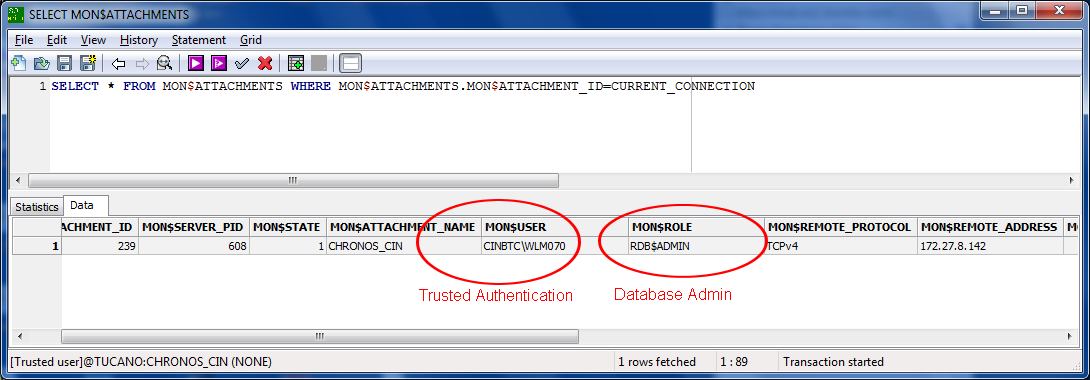 SELECT MON$ATTACHMENTS
File Edit View History Statement Grid
1 SELECT * FROM MON$ATTACHMENTS WHERE MON$ATTACHMENTS.MON$ATTACHMENT_ID=CURRENT_CONNECTION
Statistics Data
ACHMENT_ID MON$SERVER_PID MON$STATE MON$ATTACHMENT_NAME MON$USER MON$ROLE MON$REMOTE_PROTOCOL MON$REMOTE_ADDRESS
1 239 608 1 CHRONOS_CIN CINBTC\WLM070 RDB$ADMIN TCPv4 172.27.8.142
Trusted Authentication Database Admin
[Trusted user]@TUCANO:CHRONOS_CIN (NONE) 1 rows fetched 1 : 89 Transaction started